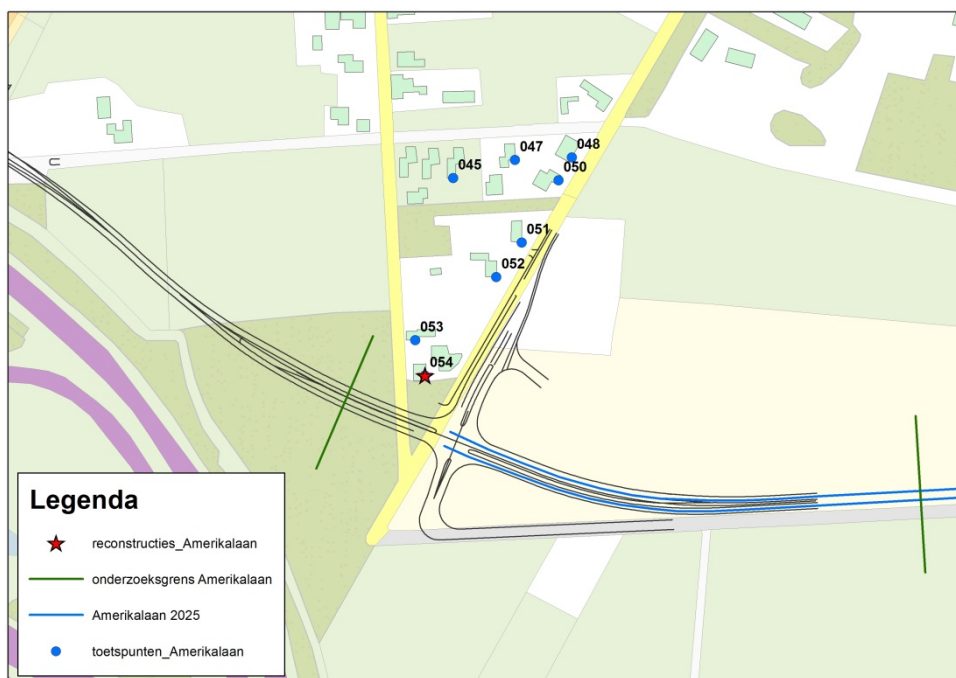 048
047
045
050
051
052
053
054
Legenda
reconstructies_Amerikalaan
onderzoeksgrens Amerikalaan
Amerikalaan 2025
toetspunten_Amerikalaan